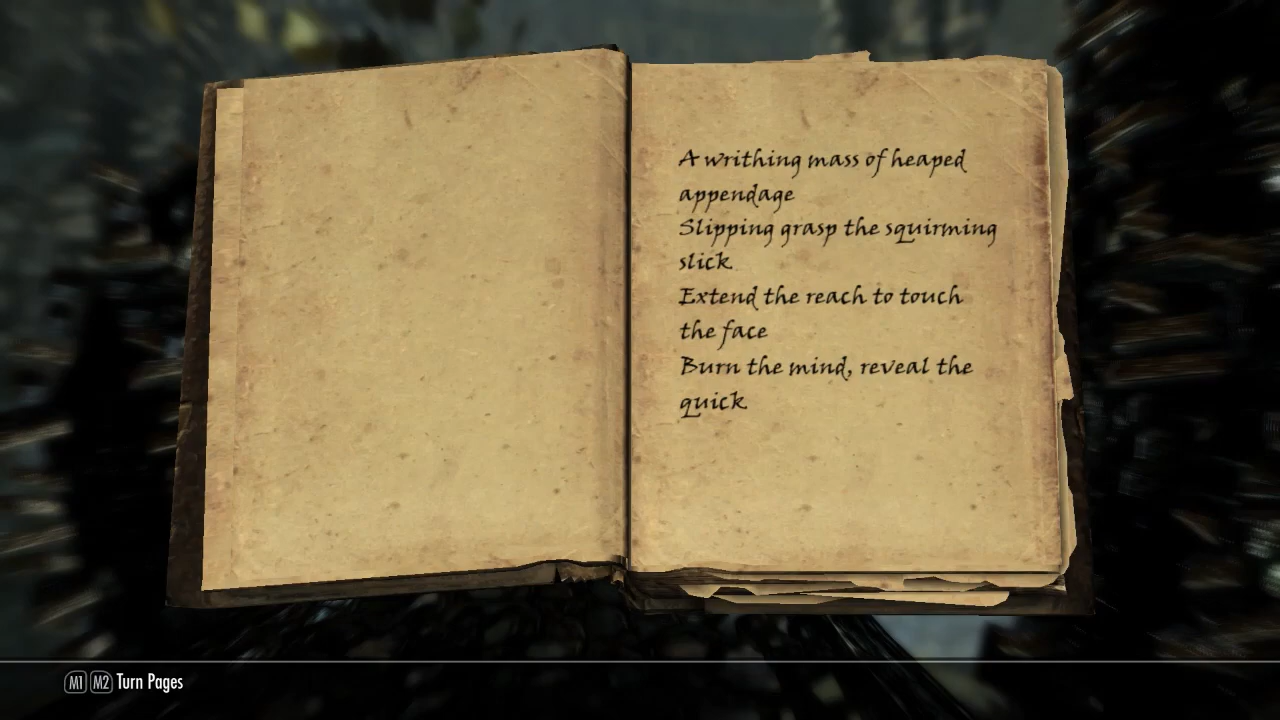 A writhing mass of heaped
appendage
Slipping grasp the squirming
slick
Extend the reach to touch
the face
Burn the mind, reveal the
quick
M1 M2 Turn Pages